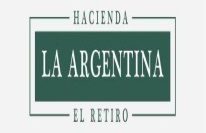 HACIENDA
LA ARGENTINA
EL RETIRO